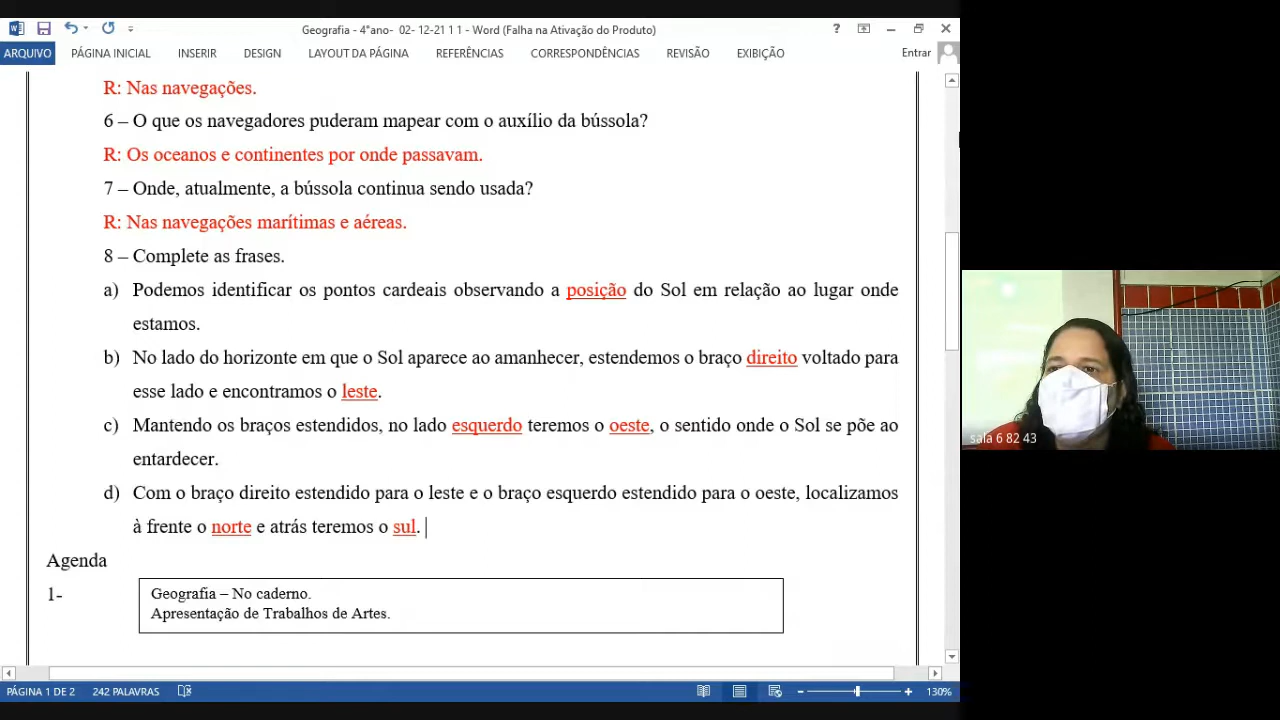 Geografia - 4°ano- 02- 12-21 1 1 - Word (Falha na Ativação do Produto)
ARQUIVO PÁGINA INICIAL INSERIR DESIGN LAYOUT DA PÁGINA REFERÊNCIAS CORRESPONDÊNCIAS REVISÃO EXIBIÇÃO Entrar
R: Nas navegações.
6 – O que os navegadores puderam mapear com o auxílio da bússola?
R: Os oceanos e continentes por onde passavam.
7 – Onde, atualmente, a bússola continua sendo usada?
R: Nas navegações marítimas e aéreas.
8 – Complete as frases.
a) Podemos identificar os pontos cardeais observando a posição do Sol em relação ao lugar onde
estamos.
b) No lado do horizonte em que o Sol aparece ao amanhecer, estendemos o braço direito voltado para
esse lado e encontramos o leste.
c) Mantendo os braços estendidos, no lado esquerdo teremos o oeste, o sentido onde o Sol se põe ao
entardecer.
d) Com o braço direito estendido para o leste e o braço esquerdo estendido para o oeste, localizamos
à frente o norte e atrás teremos o sul.
Agenda
1-
Geografia – No caderno.
Apresentação de Trabalhos de Artes.
sala 6 82 43
PÁGINA 1 DE 2 242 PALAVRAS 130%